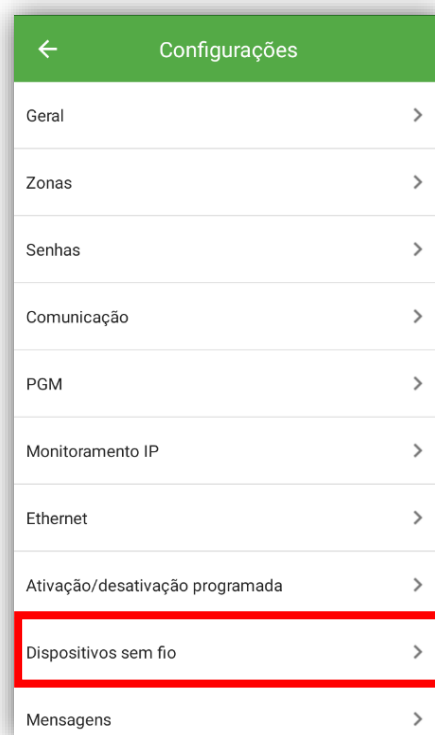 Configurações
Geral
Zonas
Senhas
Comunicação
PGM
Monitoramento IP
Ethernet
Ativação/desativação programada
Dispositivos sem fio
Mensagens